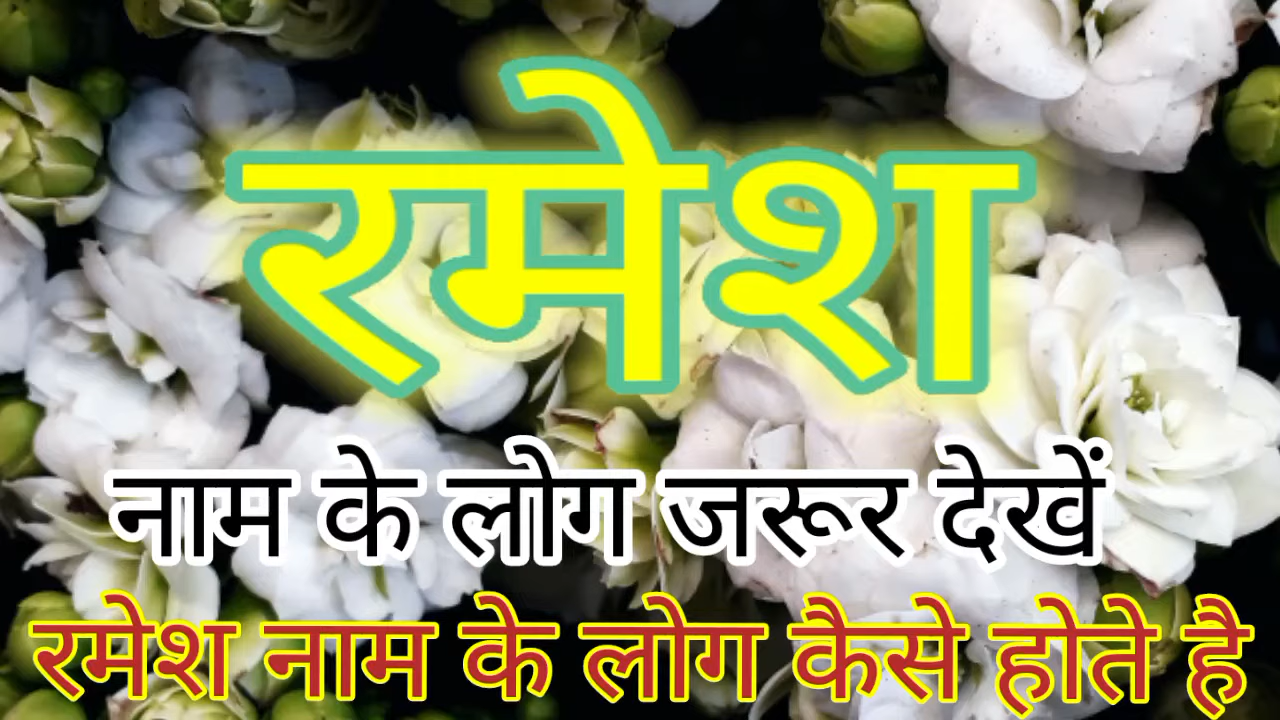 रमेश
नाम के लोग जरूर देखें
रमेश नाम के लोग कैसे होते है